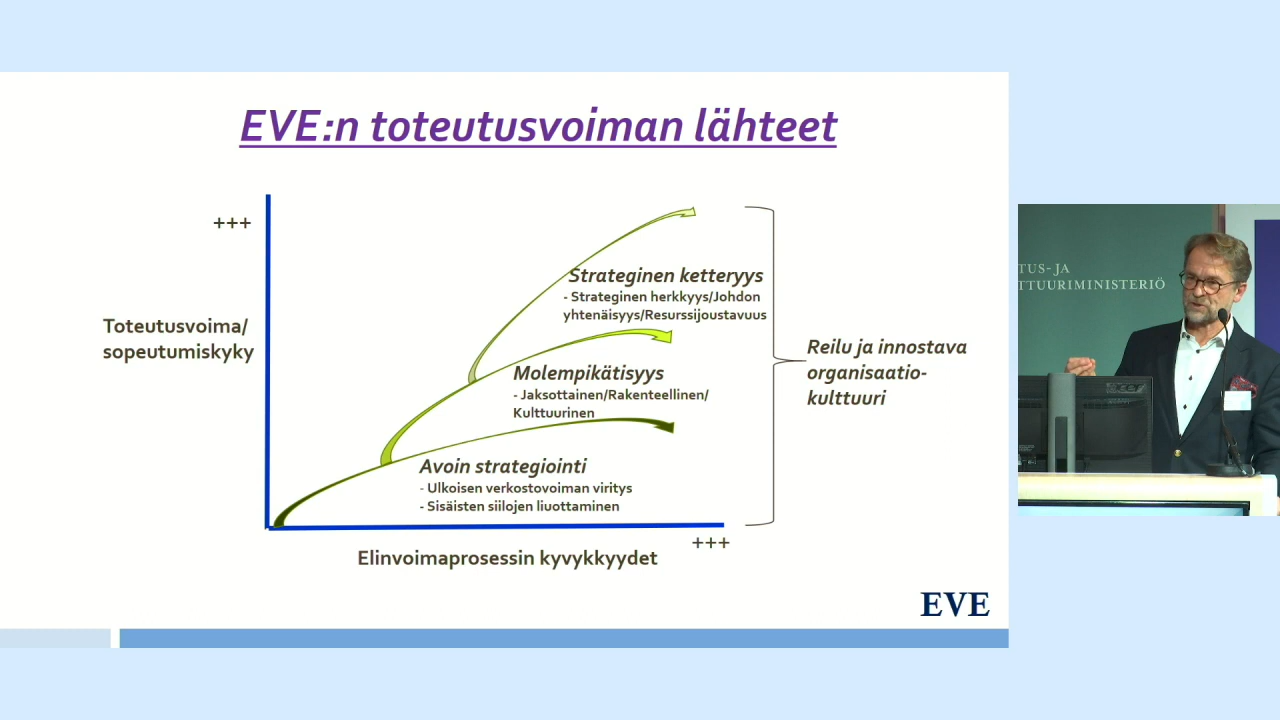 EVE:n toteutusvoiman lähteet
+++
Toteutusvoima/
sopeutumiskyky
Strateginen ketteryys
- Strateginen herkkyys/Johdon
yhtenäisyys/Resurssijoustavuus
Molempikätisyys
- Jaksottainen/Rakenteellinen/
Kulttuurinen
Avoin strategiointi
- Ulkoisen verkostovoiman viritys
- Sisäisten siilojen liuottaminen
Reilu ja innostava
organisaatio-
kulttuuri
+++
Elinvoimaprosessin kyvykkyydet
EVE
TUS- JA
TTUURIMINISTERIÖ
acer